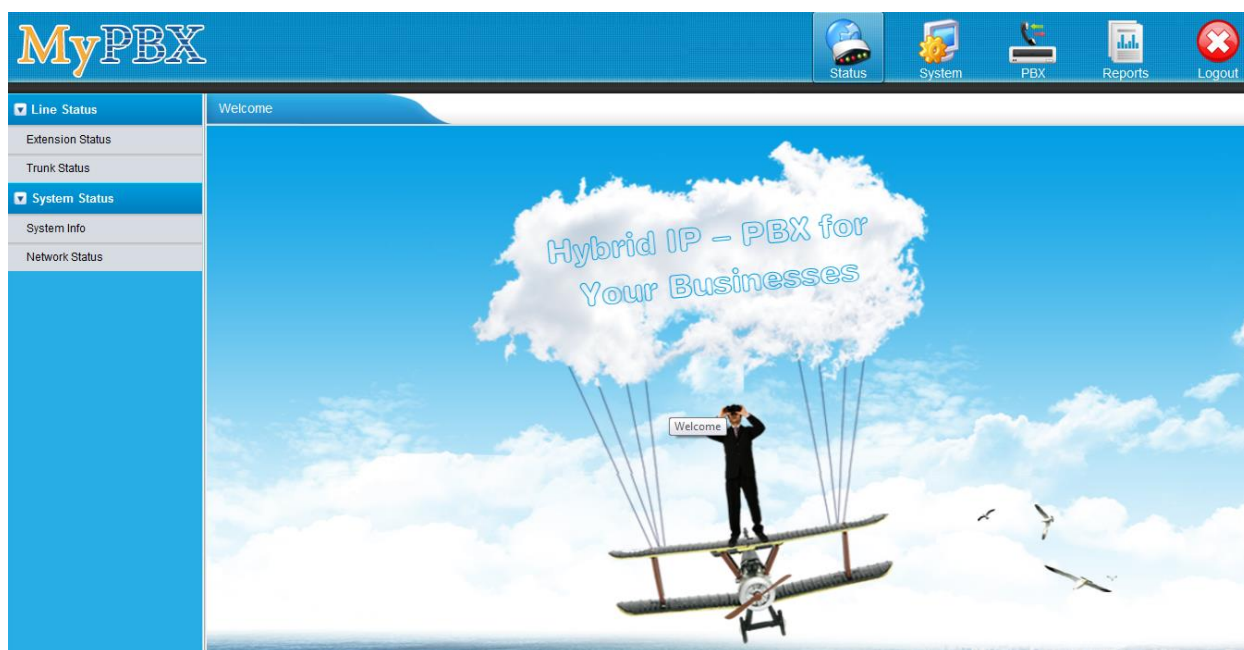 MyPBX
Status
System
PBX
Reports
Logout
Line Status
Extension Status
Trunk Status
System Status
System Info
Network Status
Welcome
Hybrid IP – PBX for
Your Businesses
Welcome